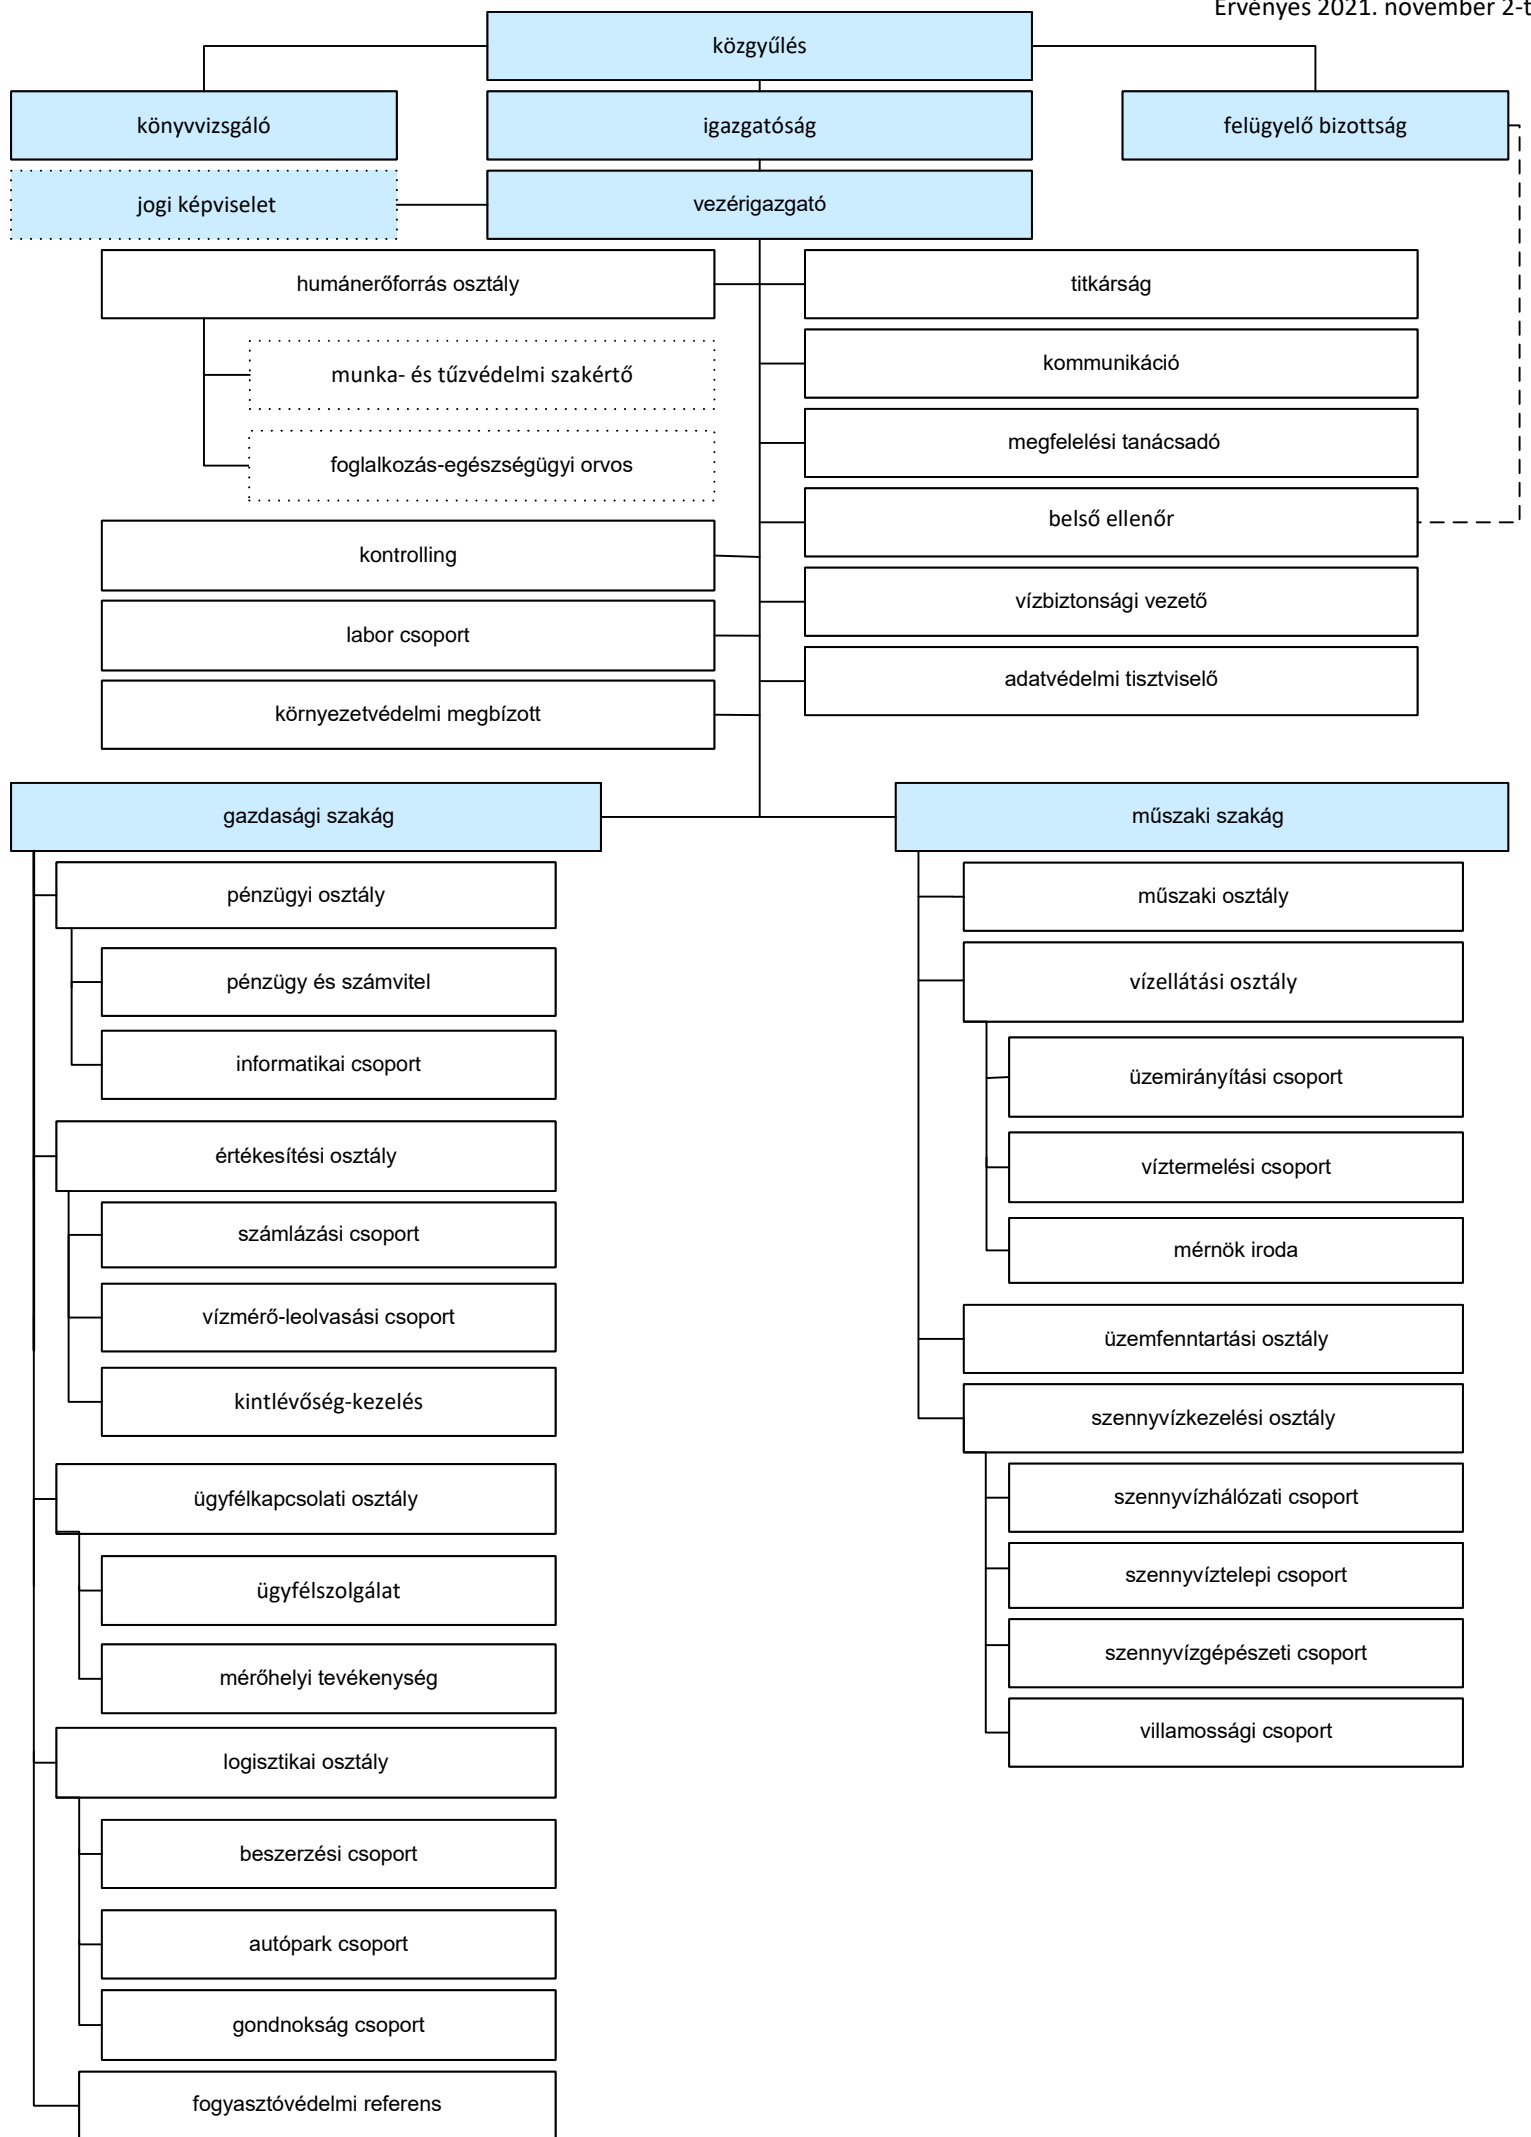 Érvényes 2021. november 2-t
közgyűlés
könyvvizsgáló
igazgatóság
felügyelő bizottság
jogi képviselet
vezérigazgató
humánerőforrás osztály
titkárság
munka- és tűzvédelmi szakértő
kommunikáció
foglalkozás-egészségügyi orvos
megfelelési tanácsadó
belső ellenőr
kontrolling
vízbiztonsági vezető
labor csoport
adatvédelmi tisztviselő
környezetvédelmi megbízott
gazdasági szakág
pénzügyi osztály
pénzügy és számvitel
informatikai csoport
értékesítési osztály
számlázási csoport
vízmérő-leolvasási csoport
kintlévőség-kezelés
ügyfélkapcsolati osztály
ügyfélszolgálat
mérőhelyi tevékenység
logisztikai osztály
beszerzési csoport
autópark csoport
gondnokság csoport
fogyasztóvédelmi referens
műszaki szakág
műszaki osztály
vízellátási osztály
üzemirányítási csoport
víztermelési csoport
mérnök iroda
üzemfenntartási osztály
szennyvízkezelési osztály
szennyvízhálózati csoport
szennyvíztelepi csoport
szennyvízgépészeti csoport
villamossági csoport